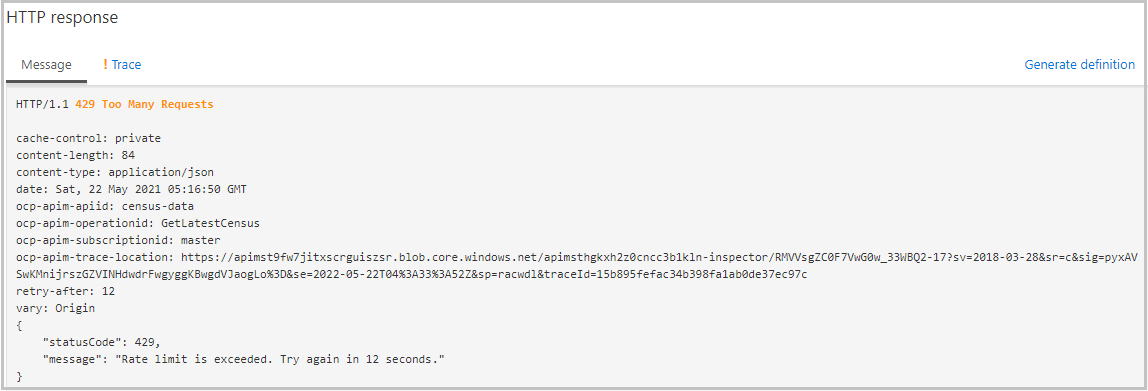 HTTP response
Message
! Trace
Generate definition
HTTP/1.1 429 Too Many Requests
cache-control: private
content-length: 84
content-type: application/json
date: Sat, 22 May 2021 05:16:50 GMT
ocp-apim-apiid: census-data
ocp-apim-operationid: GetLatestCensus
ocp-apim-subscriptionid: master
ocp-apim-trace-location: https://apimst9fw7jitxscrguiszsr.blob.core.windows.net/apimsthgkxh2z0cncc3b1k1n-inspector/RMVVsgZC0F7VwG0w_33WBQ2-17?sv=2018-03-28&sr=c&sig=pyxAV
SwKMnijrszGZVINHdwdrFwgyggKBwgdVJaogLo%3D&se=2022-05-22T04%3A33%3A52Z&sp=racwdl&traceId=15b895fefac34b398fa1ab0de37ec97c
retry-after: 12
vary: Origin
{
    "statusCode": 429,
    "message": "Rate limit is exceeded. Try again in 12 seconds."
}